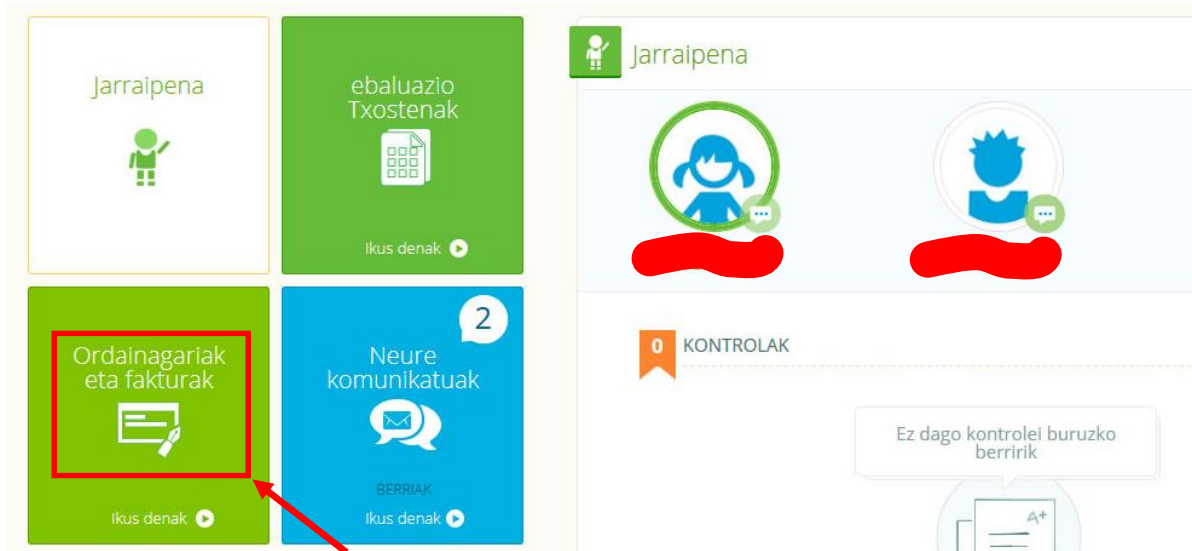 Jarraipena
ebaluazio
Txostenak
Ikus denak
Ordainagariak
eta fakturak
Ikus denak
2
Neure
komunikatuak
BERRIAK
Ikus denak
Jarraipena
0 KONTROLAK
Ez dago kontrolei buruzko
berririk
A+